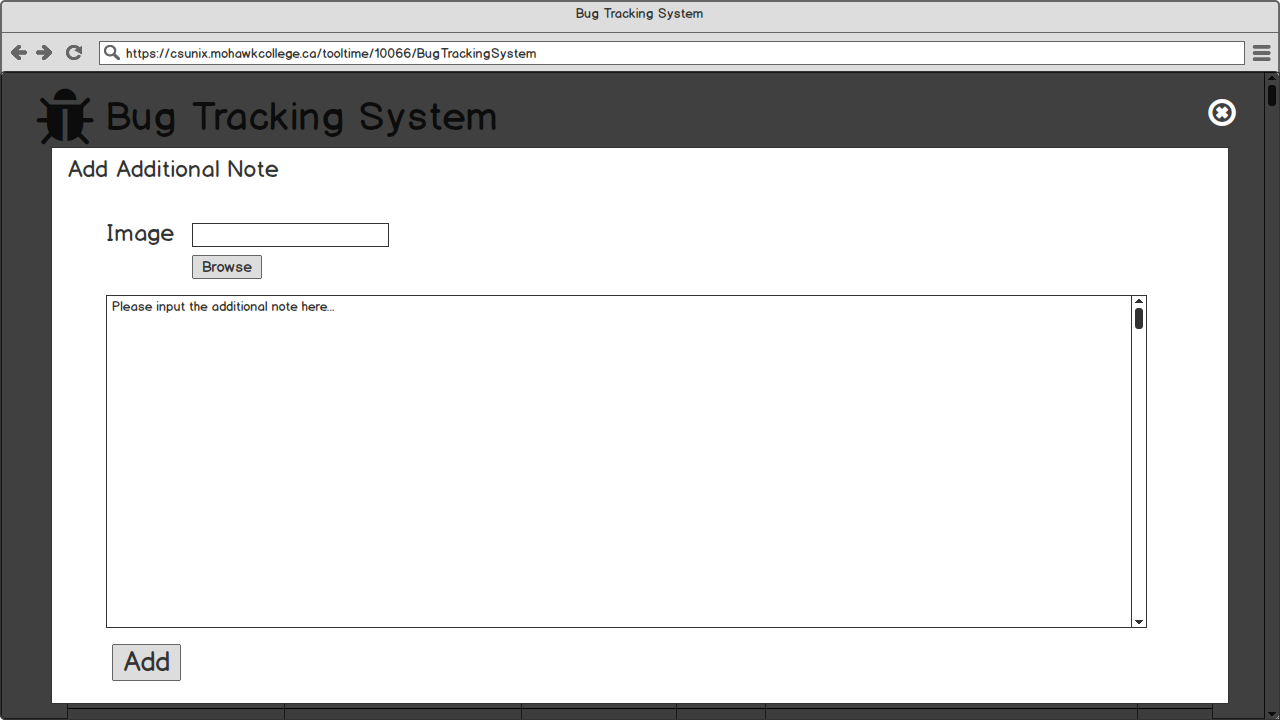 Bug Tracking System
https://csunix.mohawkcollege.ca/tooltime/10066/BugTrackingSystem
Bug Tracking System
Add Additional Note
Image
Browse
Please input the additional note here...
Add